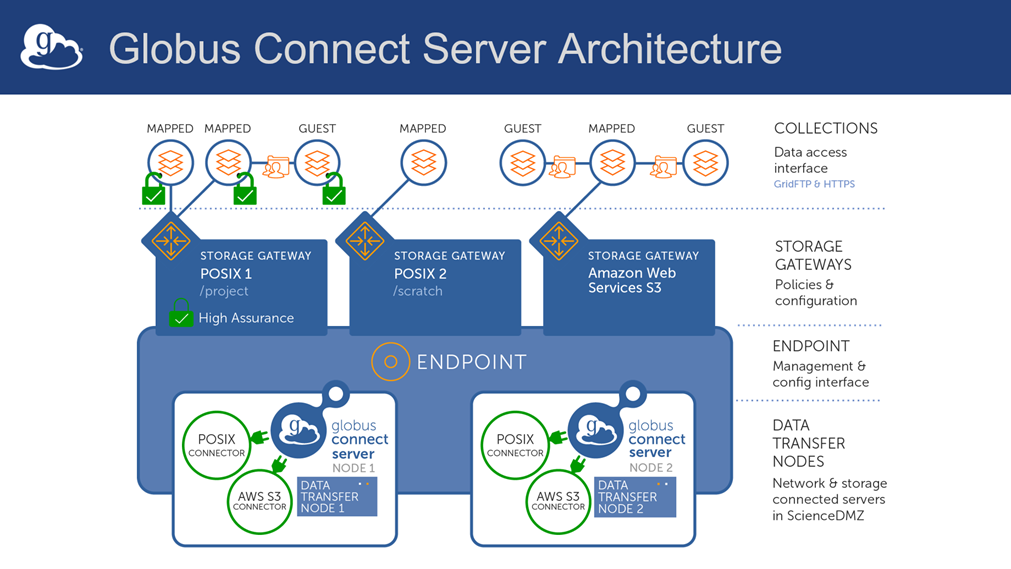 Globus Connect Server Architecture
MAPPED MAPPED GUEST MAPPED GUEST MAPPED GUEST
COLLECTIONS
Data access
interface
GridFTP & HTTPS
STORAGE GATEWAY
POSIX 1
/project
High Assurance
STORAGE GATEWAY
POSIX 2
/scratch
STORAGE GATEWAY
Amazon Web
Services S3
STORAGE
GATEWAYS
Policies &
configuration
ENDPOINT
ENDPOINT
Management &
config interface
POSIX
CONNECTOR
g
globus
connect
server
NODE 1
AWS S3
CONNECTOR
DATA
TRANSFER
NODE 1
POSIX
CONNECTOR
g
globus
connect
server
NODE 2
AWS S3
CONNECTOR
DATA
TRANSFER
NODE 2
DATA
TRANSFER
NODES
Network & storage
connected servers
in ScienceDMZ